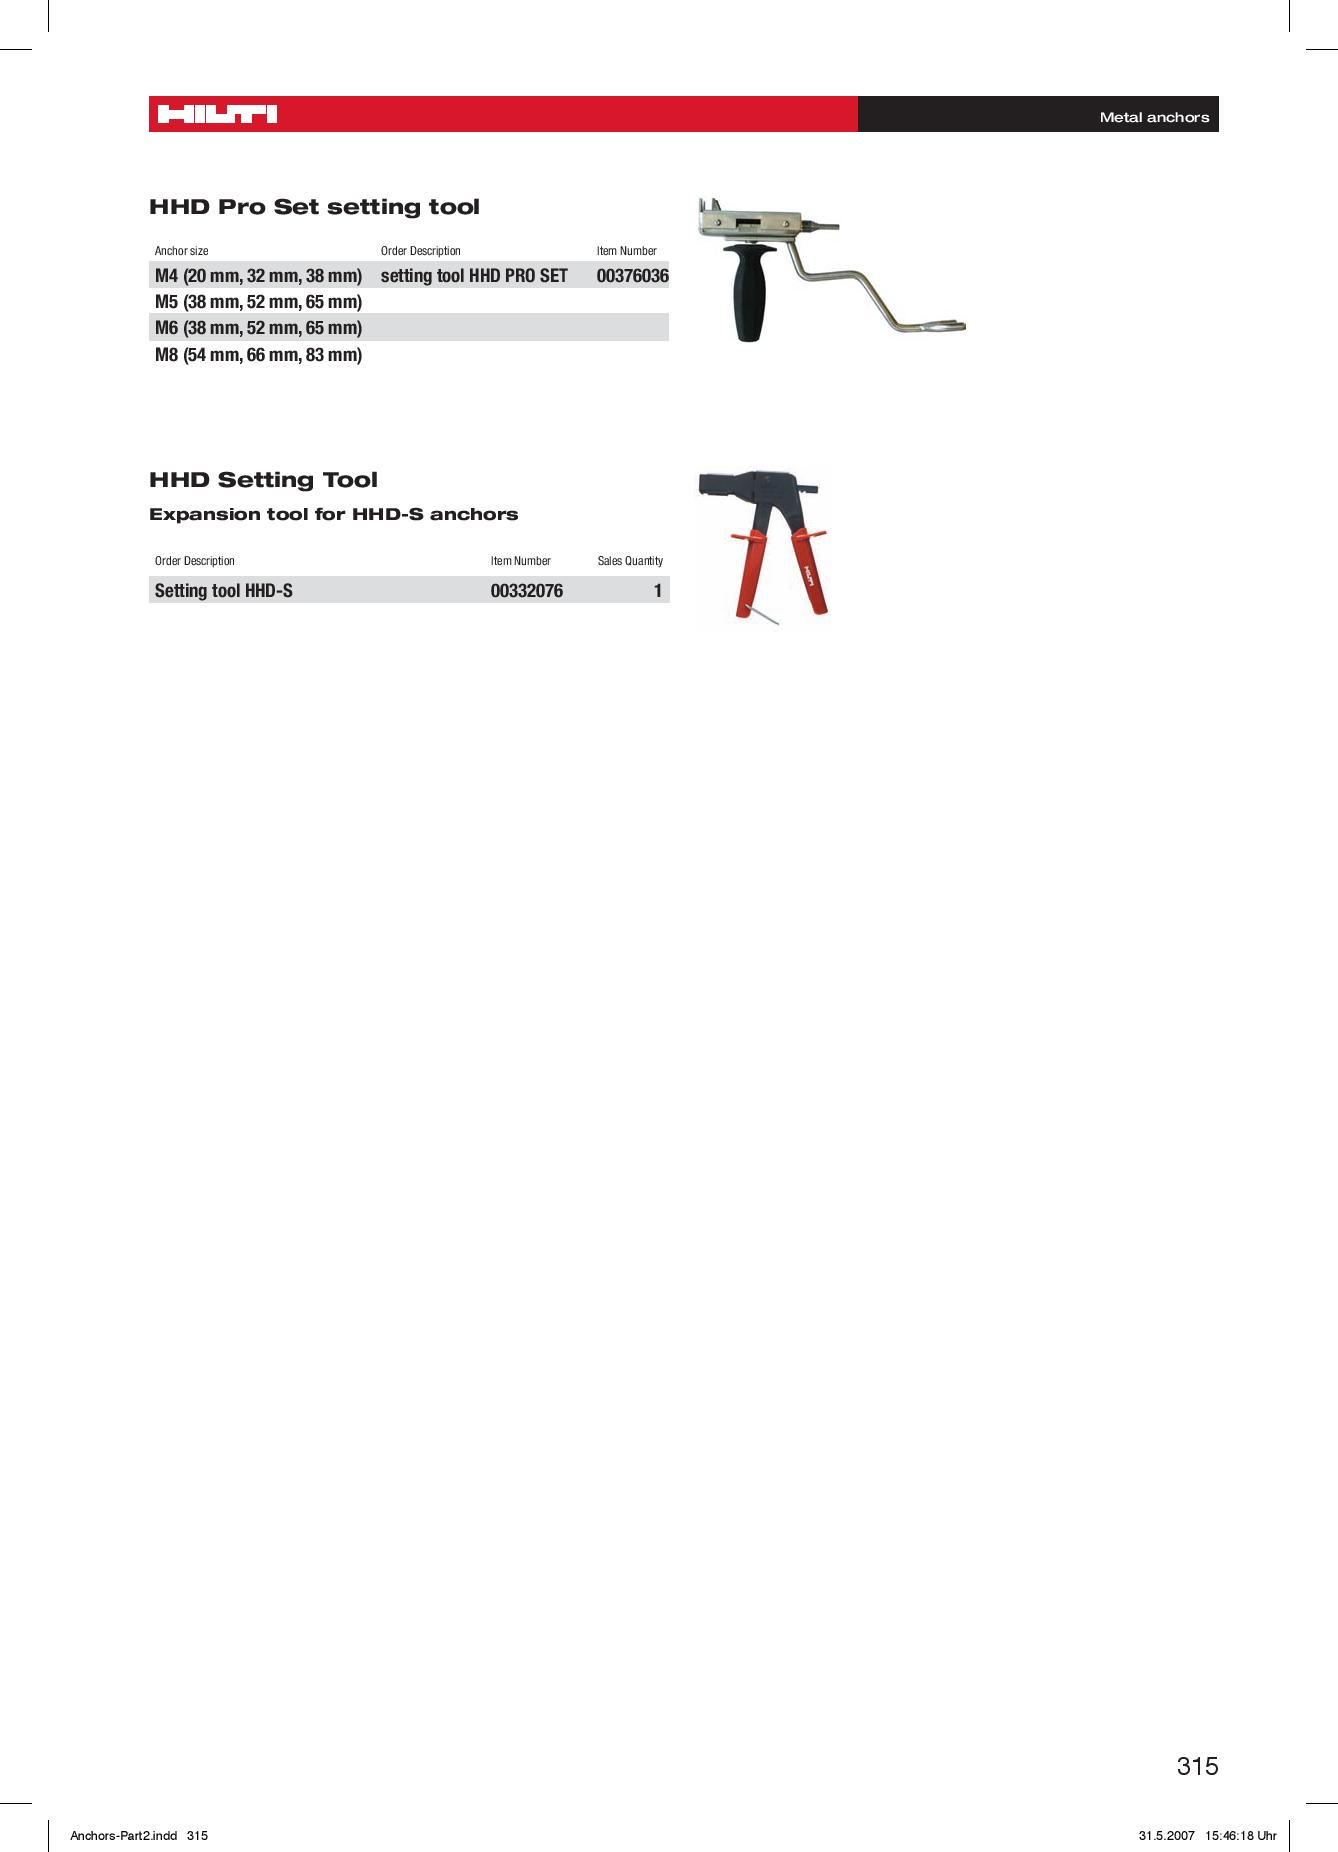 HILTI
Metal anchors
HHD Pro Set setting tool
Anchor size Order Description Item Number
M4 (20 mm, 32 mm, 38 mm) setting tool HHD PRO SET 00376036
M5 (38 mm, 52 mm, 65 mm)
M6 (38 mm, 52 mm, 65 mm)
M8 (54 mm, 66 mm, 83 mm)
HHD Setting Tool
Expansion tool for HHD-S anchors
Order Description Item Number Sales Quantity
Setting tool HHD-S 00332076 1
HILTI
315
Anchors-Part2.indd 315
31.5.2007 15:46:18 Uhr